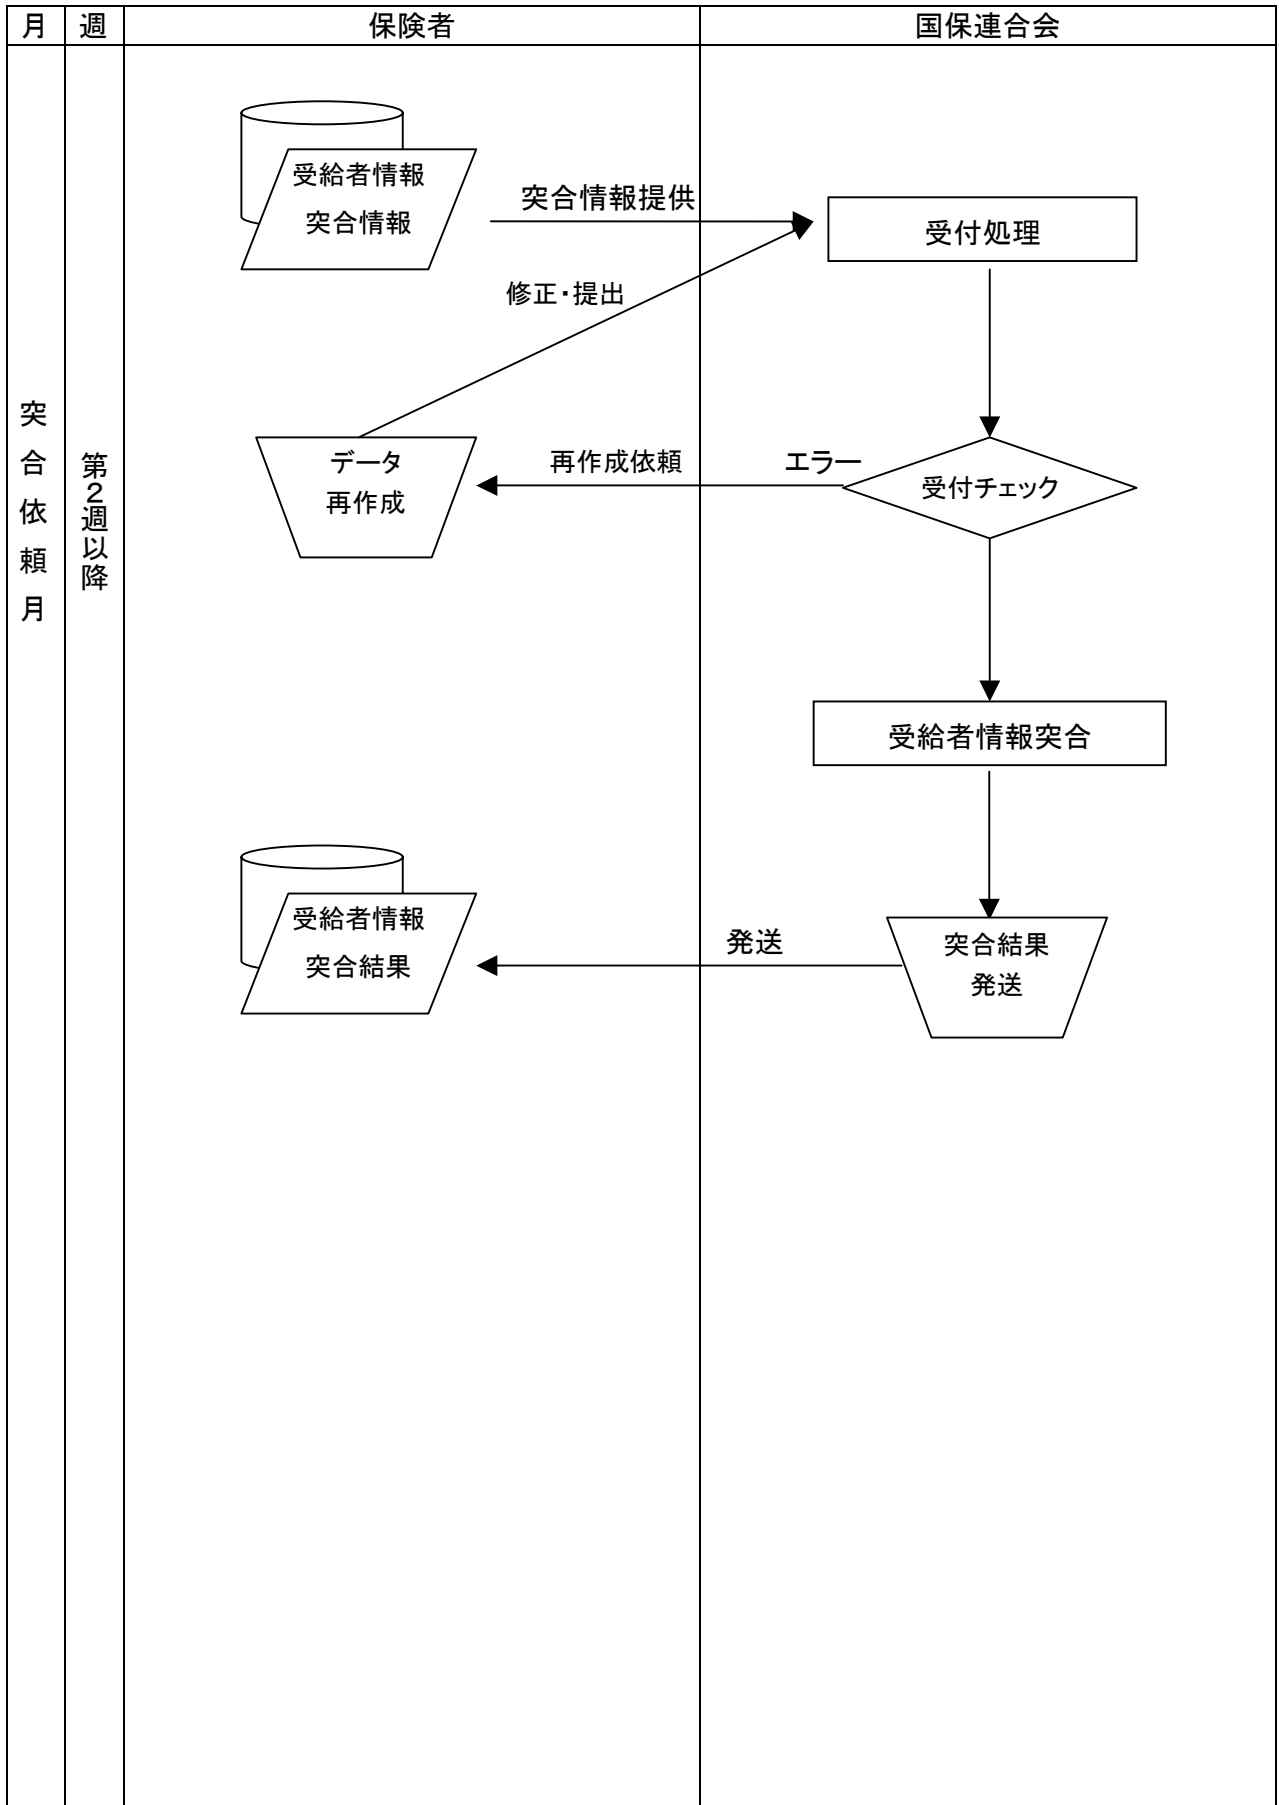 月 週 保険者 国保連合会
受給者情報
突合情報
突合情報提供
受付処理
修正・提出
突合依頼月
第2週以降
データ
再作成
再作成依頼
エラー
受付チェック
受給者情報突合
受給者情報
突合結果
発送
突合結果
発送